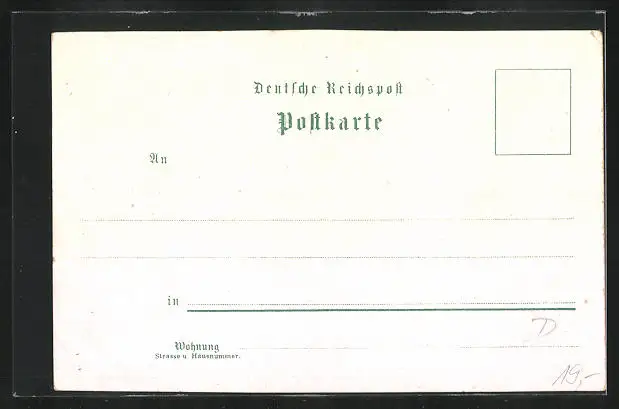 Deutsche Reichspost
Postkarte
An
in
Wohnung
Strasse u. Hausnummer.
D
19,-